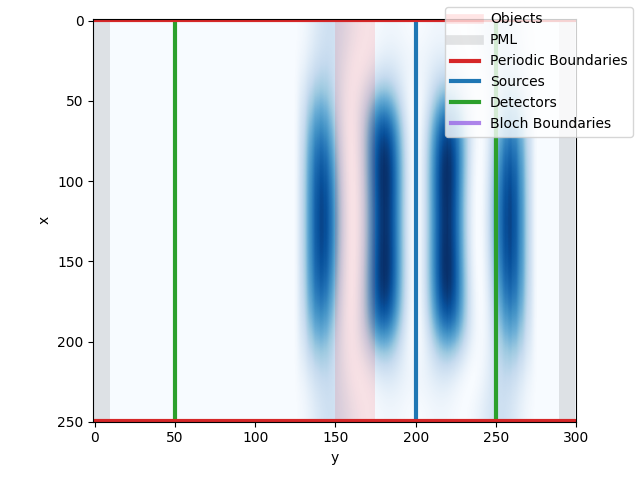 Objects
PML
Periodic Boundaries
Sources
Detectors
Bloch Boundaries
0
50
100
150
200
250
x
0 50 100 150 200 250 300
y